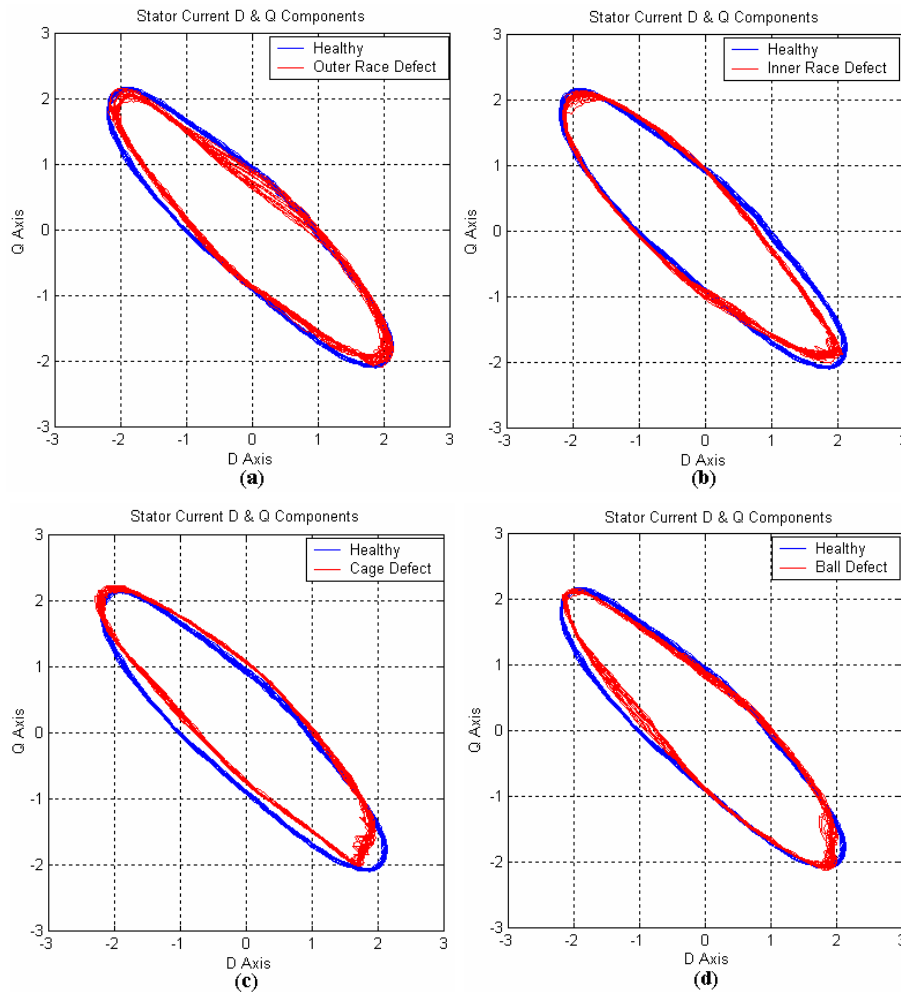 Stator Current D & Q Components
3
Healthy
Outer Race Defect
2
1
Q Axis
0
-1
-2
-3
-3 -2 -1 0 1 2 3
D Axis
(a)
Stator Current D & Q Components
3
Healthy
Inner Race Defect
2
1
Q Axis
0
-1
-2
-3
-3 -2 -1 0 1 2 3
D Axis
(b)
Stator Current D & Q Components
3
Healthy
Cage Defect
2
1
Q Axis
0
-1
-2
-3
-3 -2 -1 0 1 2 3
D Axis
(c)
Stator Current D & Q Components
3
Healthy
Ball Defect
2
1
Q Axis
0
-1
-2
-3
-3 -2 -1 0 1 2 3
D Axis
(d)